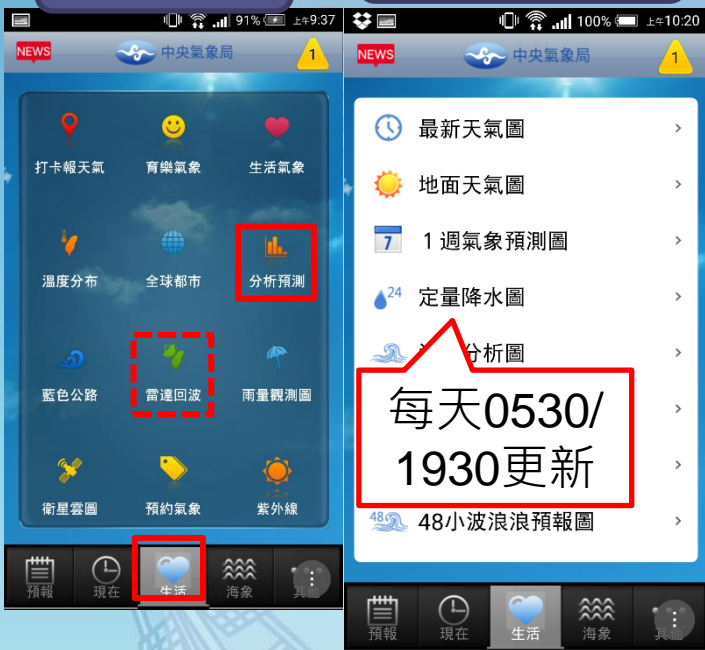 91% 上午9:37
NEWS 中央氣象局 1
打卡報天氣 育樂氣象 生活氣象
溫度分布 全球都市 分析預測
藍色公路 雷達回波 雨量觀測圖
衛星雲圖 預約氣象 紫外線
預報 現在 生活 海象 其他
100% 上午10:20
NEWS 中央氣象局 1
最新天氣圖
地面天氣圖
7 1週氣象預測圖
24 定量降水圖
分析圖
每天0530/
1930更新
48 48小波浪浪預報圖
預報 現在 生活 海象 其他